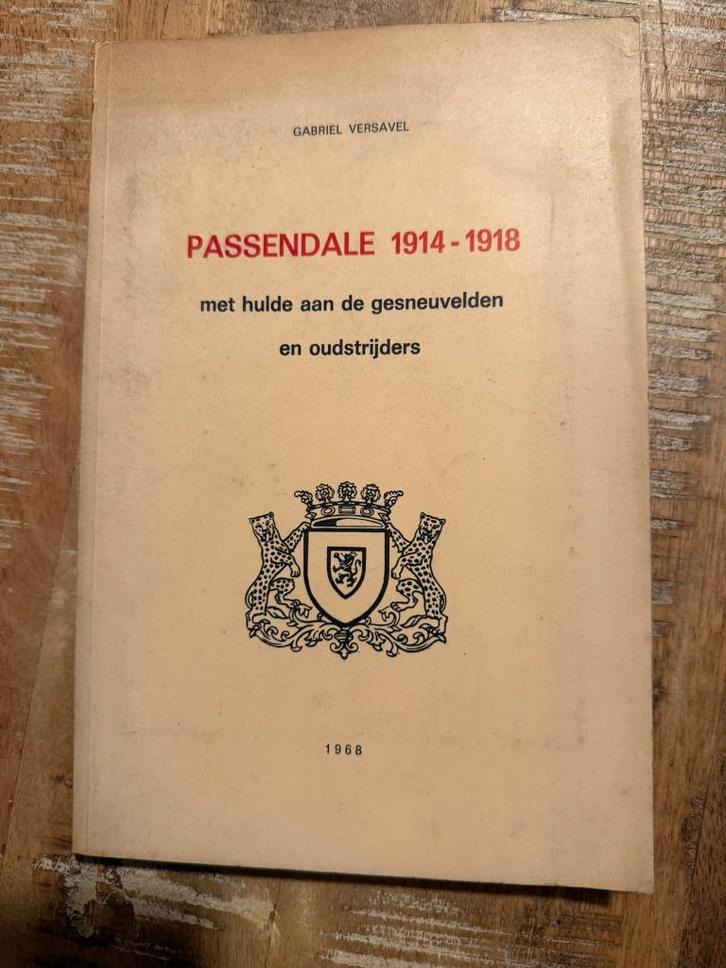 GABRIEL VERSAVEL
PASSENDALE 1914-1918
met hulde aan de gesneuvelden
en oudstrijders
1968